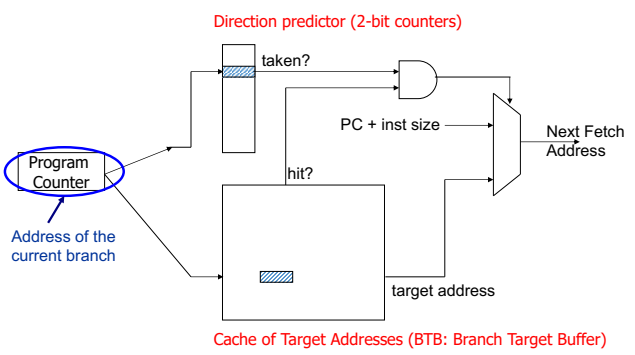 Direction predictor (2-bit counters)
taken?
PC + inst size
Next Fetch
Address
Program
Counter
hit?
Address of the
current branch
target address
Cache of Target Addresses (BTB: Branch Target Buffer)